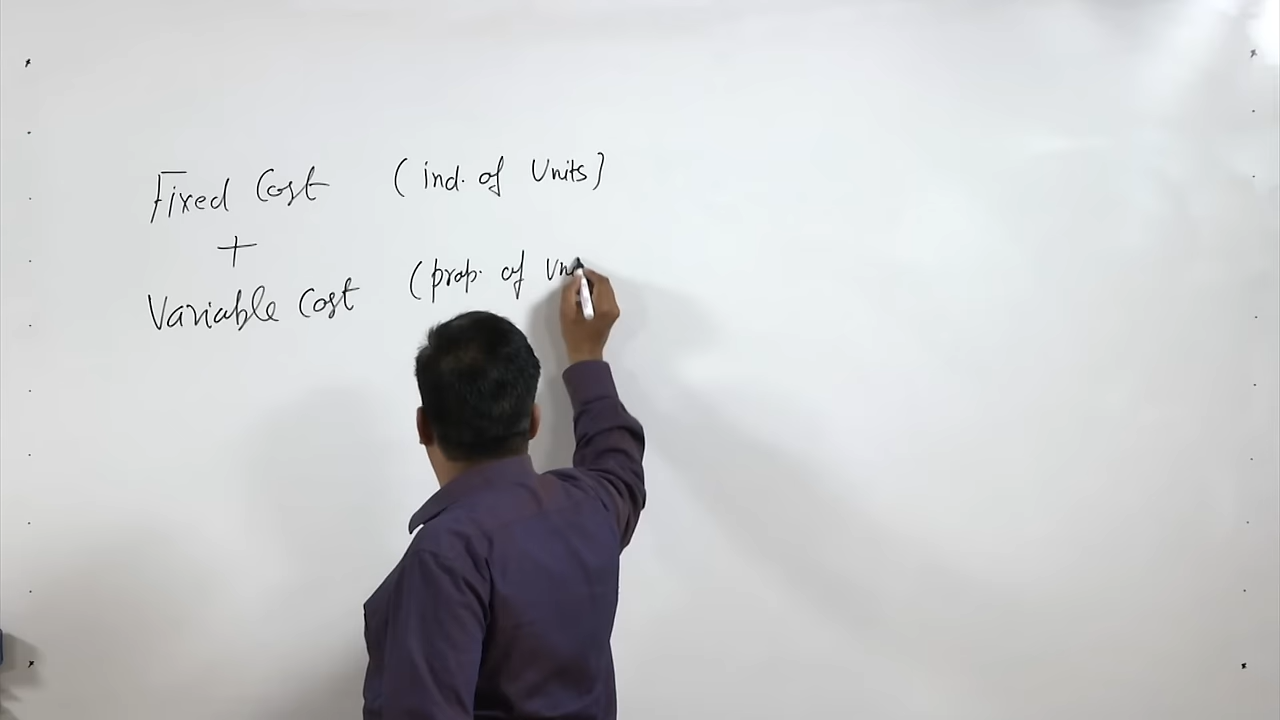 Fixed Cost (ind. of Units)
+
Variable Cost (prop. of Un